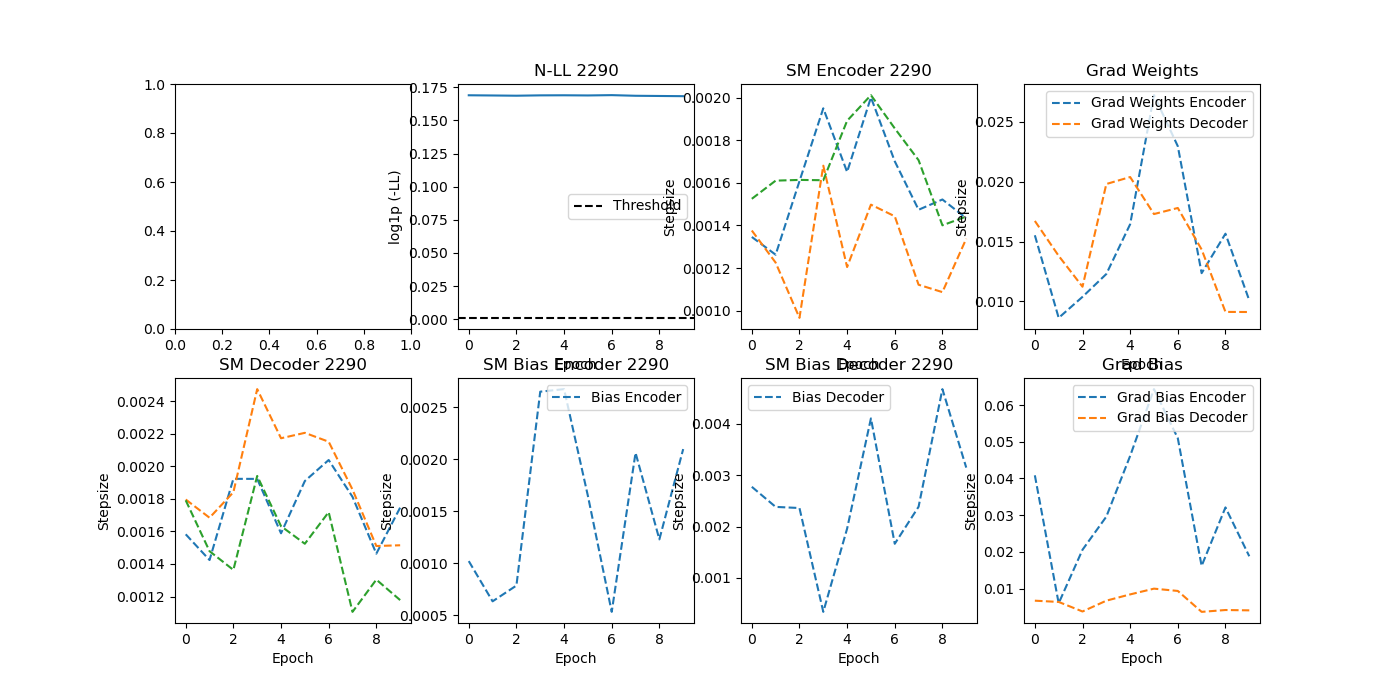 N-LL 2290
SM Encoder 2290
Grad Weights
1.0
0.8
0.6
0.4
0.2
0.0
0.0 0.2 0.4 0.6 0.8 1.0
log1p (-LL)
0.175
0.150
0.125
0.100
0.075
0.050
0.025
0.000
Threshold
0 2 4 6 8
Epoch
Stepsize
0.0020
0.0018
0.0016
0.0014
0.0012
0.0010
0 2 4 6 8
Epoch
Stepsize
0.025
0.020
0.015
0.010
Grad Weights Encoder
Grad Weights Decoder
0 2 4 6 8
Epoch
SM Decoder 2290
SM Bias Encoder 2290
SM Bias Decoder 2290
Grad Bias
Stepsize
0.0024
0.0022
0.0020
0.0018
0.0016
0.0014
0.0012
0 2 4 6 8
Epoch
Stepsize
0.0025
0.0020
0.0015
0.0010
0.0005
Bias Encoder
0 2 4 6 8
Epoch
Stepsize
0.004
0.003
0.002
0.001
Bias Decoder
0 2 4 6 8
Epoch
Stepsize
0.06
0.05
0.04
0.03
0.02
0.01
Grad Bias Encoder
Grad Bias Decoder
0 2 4 6 8
Epoch